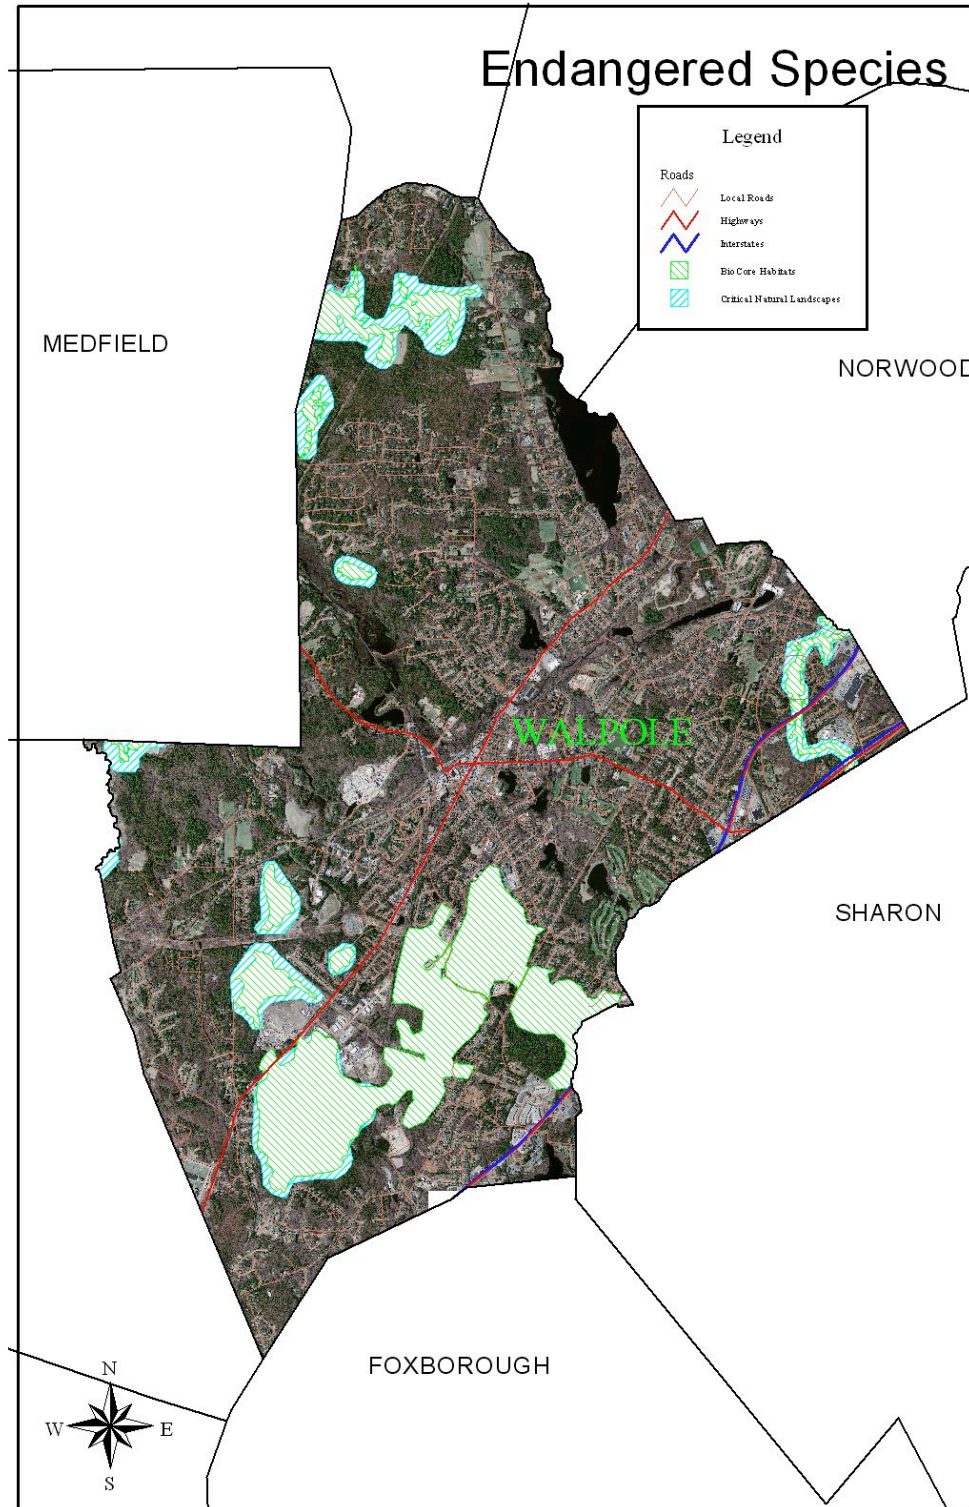 Endangered Species
Legend
Roads
Local Roads
Highways
Interstates
Bio Core Habitats
Critical Natural Landscapes
MEDFIELD
NORWOOD
WALPOLE
SHARON
FOXBOROUGH
N
W
E
S